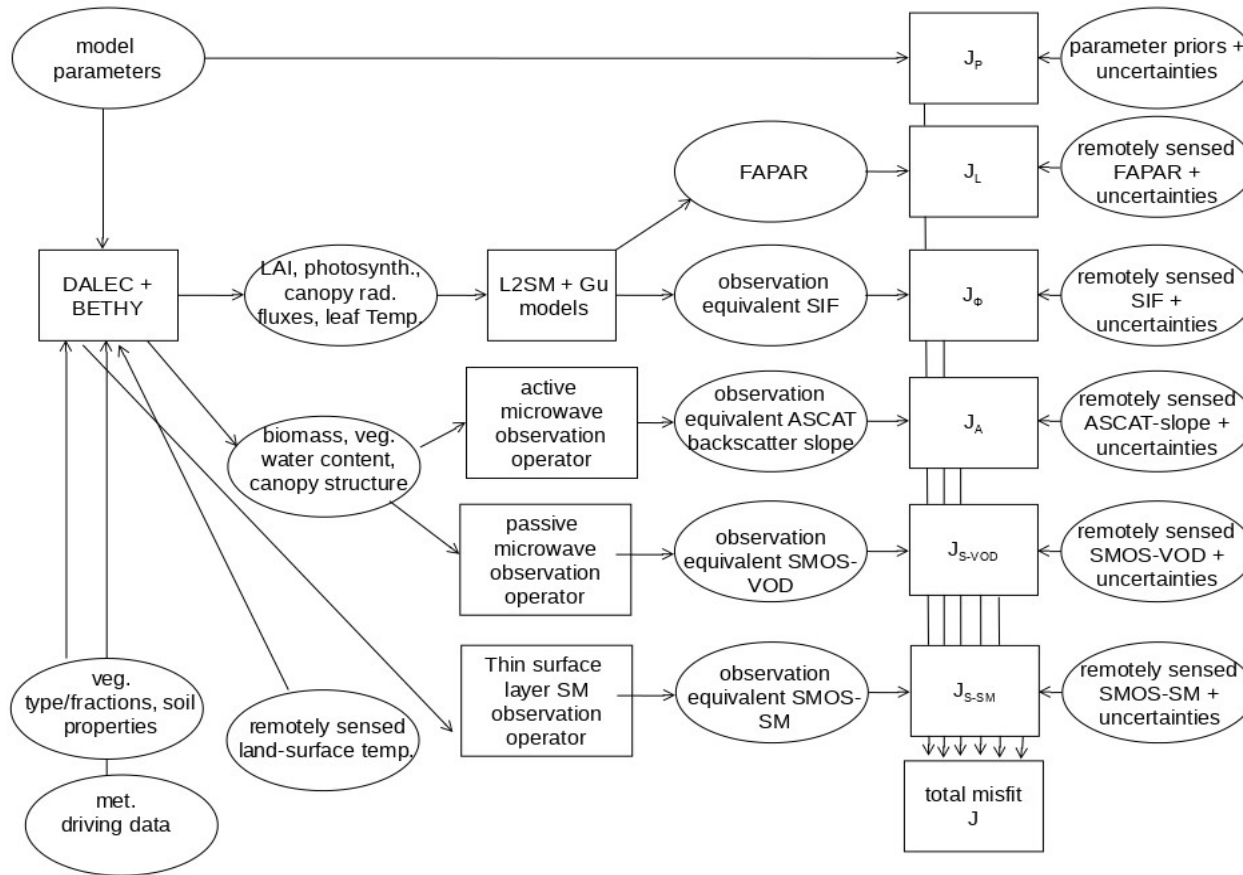 model
parameters
J_P
parameter priors +
uncertainties
FAPAR
J_L
remotely sensed
FAPAR +
uncertainties
DALEC +
BETHY
LAI, photosynth.,
canopy rad.
fluxes, leaf Temp.
L2SM + Gu
models
observation
equivalent SIF
J_Φ
remotely sensed
SIF +
uncertainties
biomass, veg.
water content,
canopy structure
active
microwave
observation
operator
observation
equivalent ASCAT
backscatter slope
J_A
remotely sensed
ASCAT-slope +
uncertainties
passive
microwave
observation
operator
observation
equivalent SMOS-
VOD
J_S-VOD
remotely sensed
SMOS-VOD +
uncertainties
veg.
type/fractions, soil
properties
remotely sensed
land-surface temp.
Thin surface
layer SM
observation
operator
observation
equivalent SMOS-
SM
J_S-SM
remotely sensed
SMOS-SM +
uncertainties
met.
driving data
total misfit
J